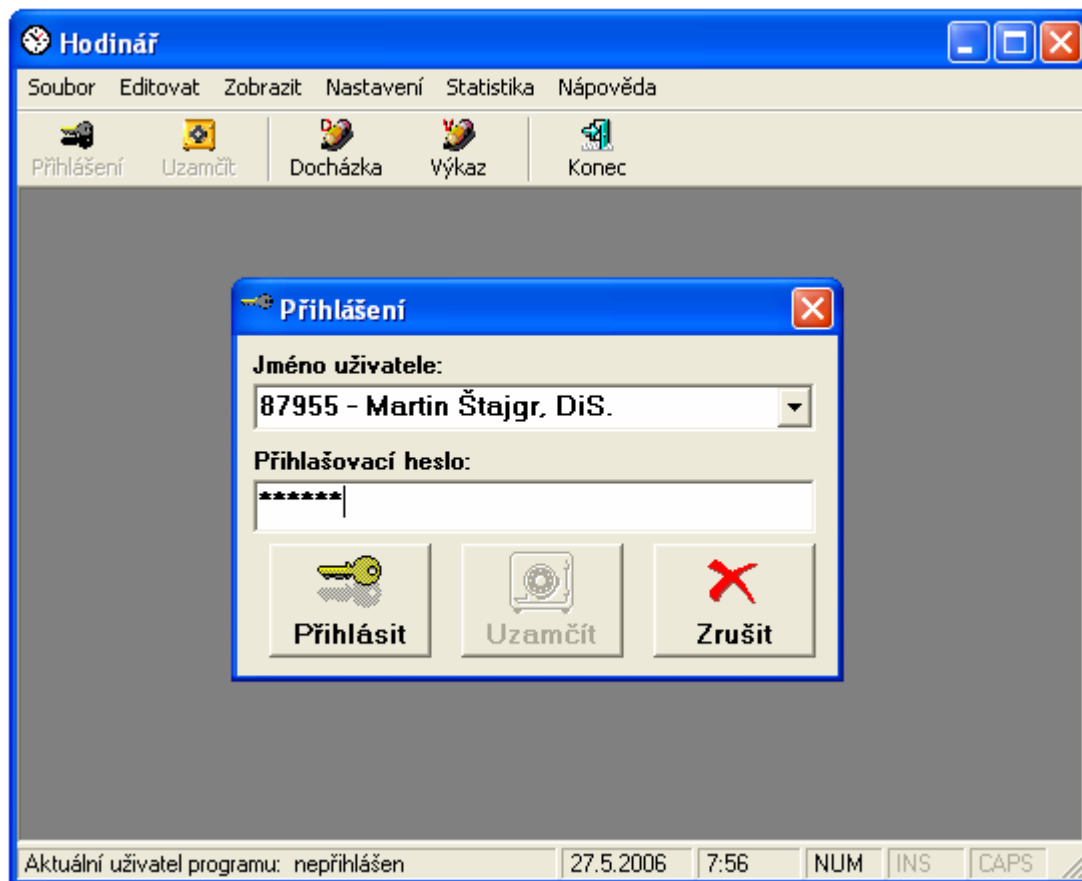 Hodinář
Soubor Editovat Zobrazit Nastavení Statistika Nápověda
Přihlášení Uzamčít Docházka Výkaz Konec
Přihlášení
Jméno uživatele:
87955 - Martin Štajgr, DiS.
Přihlašovací heslo:
******
Přihlásit Uzamčít Zrušit
Aktuální uživatel programu: nepřihlášen 27.5.2006 7:56 NUM INS CAPS